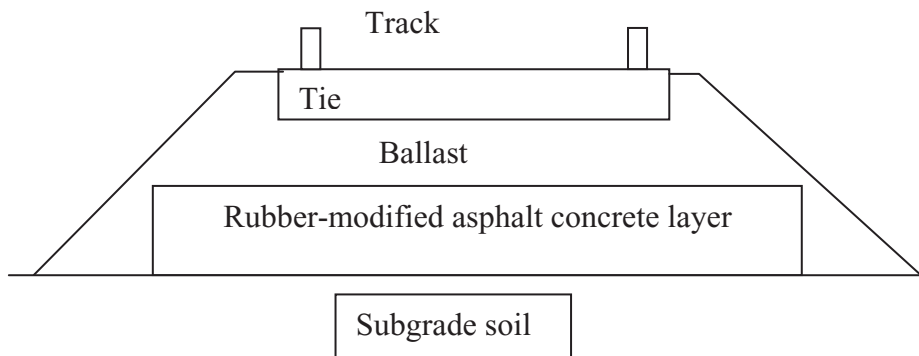 Track
Tie
Ballast
Rubber-modified asphalt concrete layer
Subgrade soil